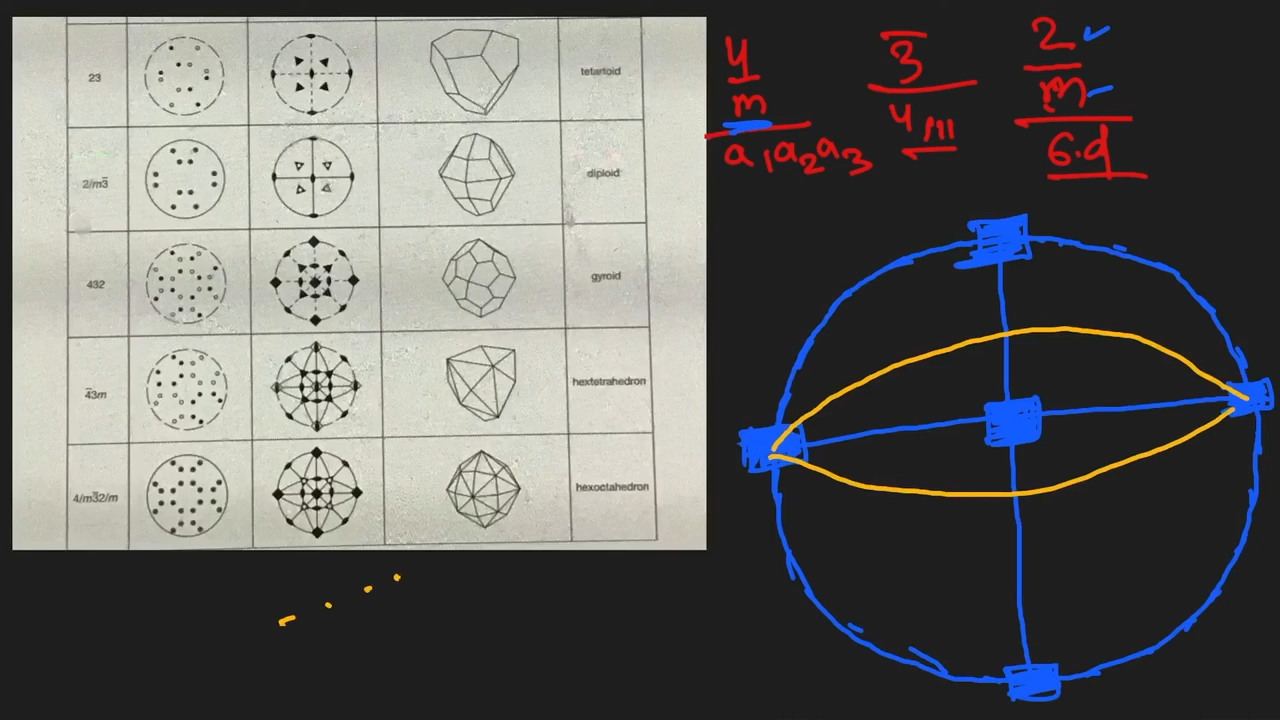 23
tetartoid
2/m3̅
diploid
432
gyroid
4̅3m
hextetrahedron
4/m3̅2/m
hexoctahedron
4
m
a1a2a3
3̅
4 111
2
m
6.d